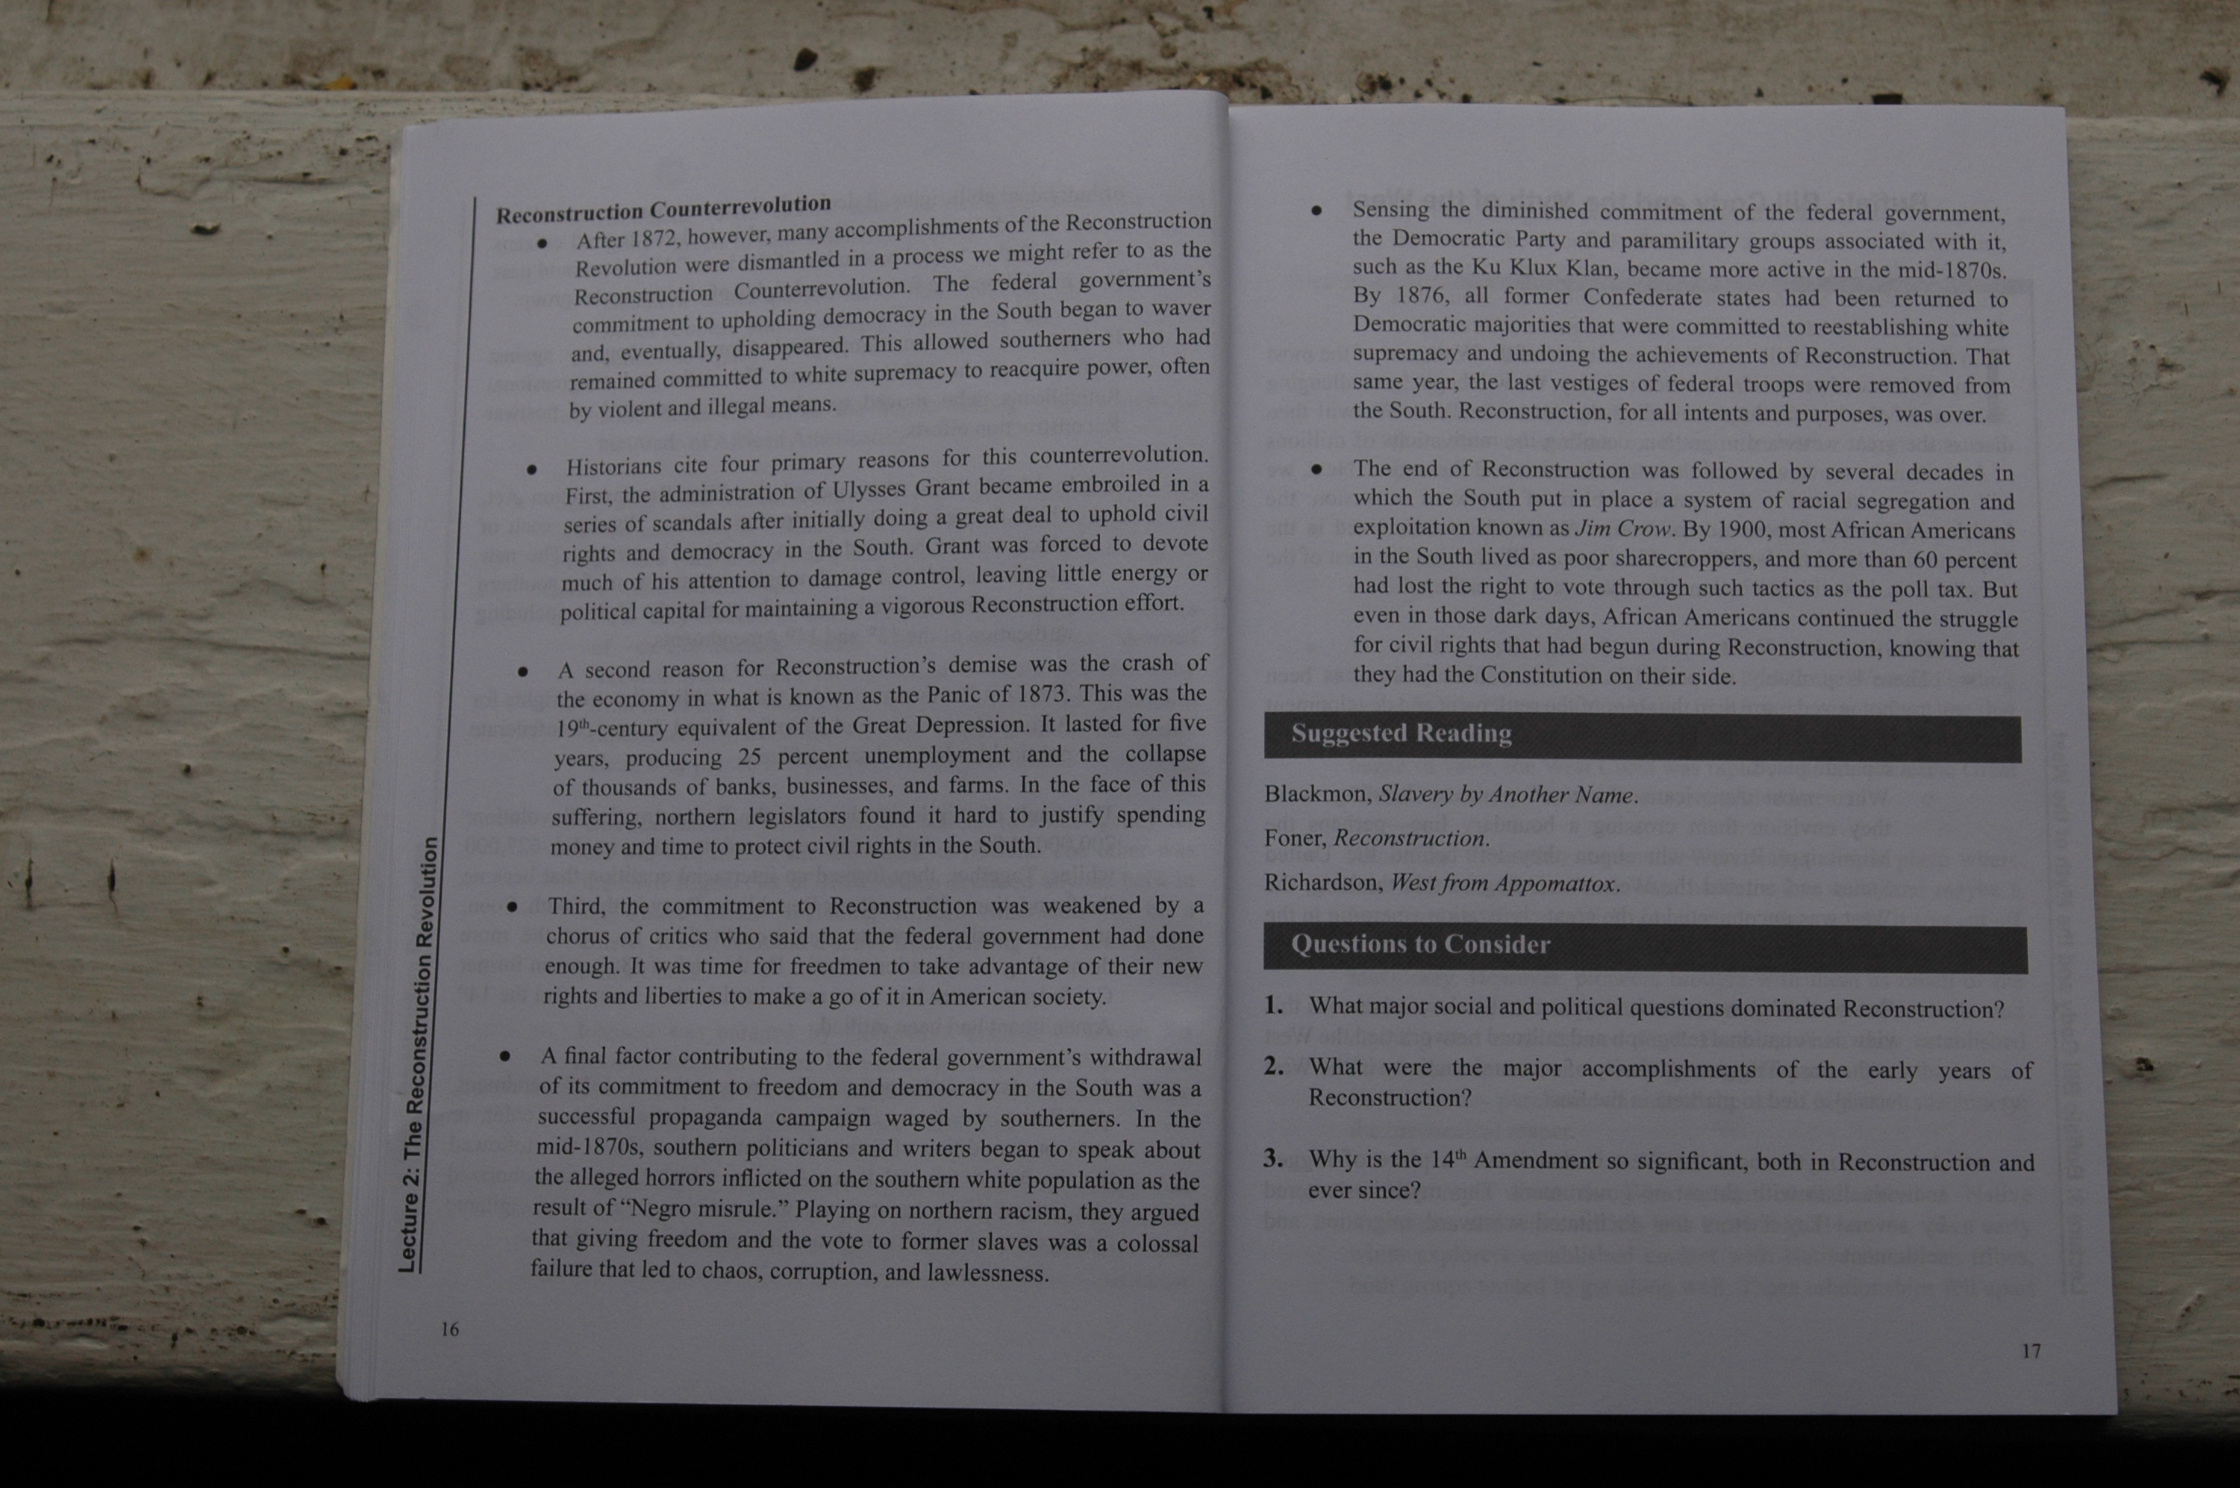 Reconstruction Counterrevolution
• After 1872, however, many accomplishments of the Reconstruction
Revolution were dismantled in a process we might refer to as the
Reconstruction Counterrevolution. The federal government's
commitment to upholding democracy in the South began to waver
and, eventually, disappeared. This allowed southerners who had
remained committed to white supremacy to reacquire power, often
by violent and illegal means.
• Historians cite four primary reasons for this counterrevolution.
First, the administration of Ulysses Grant became embroiled in a
series of scandals after initially doing a great deal to uphold civil
rights and democracy in the South. Grant was forced to devote
much of his attention to damage control, leaving little energy or
political capital for maintaining a vigorous Reconstruction effort.
• A second reason for Reconstruction's demise was the crash of
the economy in what is known as the Panic of 1873. This was the
19th-century equivalent of the Great Depression. It lasted for five
years, producing 25 percent unemployment and the collapse
of thousands of banks, businesses, and farms. In the face of this
suffering, northern legislators found it hard to justify spending
money and time to protect civil rights in the South.
• Third, the commitment to Reconstruction was weakened by a
chorus of critics who said that the federal government had done
enough. It was time for freedmen to take advantage of their new
rights and liberties to make a go of it in American society.
• A final factor contributing to the federal government's withdrawal
of its commitment to freedom and democracy in the South was a
successful propaganda campaign waged by southerners. In the
mid-1870s, southern politicians and writers began to speak about
the alleged horrors inflicted on the southern white population as the
result of "Negro misrule." Playing on northern racism, they argued
that giving freedom and the vote to former slaves was a colossal
failure that led to chaos, corruption, and lawlessness.
Lecture 2: The Reconstruction Revolution
16
• Sensing the diminished commitment of the federal government,
the Democratic Party and paramilitary groups associated with it,
such as the Ku Klux Klan, became more active in the mid-1870s.
By 1876, all former Confederate states had been returned to
Democratic majorities that were committed to reestablishing white
supremacy and undoing the achievements of Reconstruction. That
same year, the last vestiges of federal troops were removed from
the South. Reconstruction, for all intents and purposes, was over.
• The end of Reconstruction was followed by several decades in
which the South put in place a system of racial segregation and
exploitation known as Jim Crow. By 1900, most African Americans
in the South lived as poor sharecroppers, and more than 60 percent
had lost the right to vote through such tactics as the poll tax. But
even in those dark days, African Americans continued the struggle
for civil rights that had begun during Reconstruction, knowing that
they had the Constitution on their side.
Suggested Reading
Blackmon, Slavery by Another Name.
Foner, Reconstruction.
Richardson, West from Appomattox.
Questions to Consider
1. What major social and political questions dominated Reconstruction?
2. What were the major accomplishments of the early years of
Reconstruction?
3. Why is the 14th Amendment so significant, both in Reconstruction and
ever since?
17